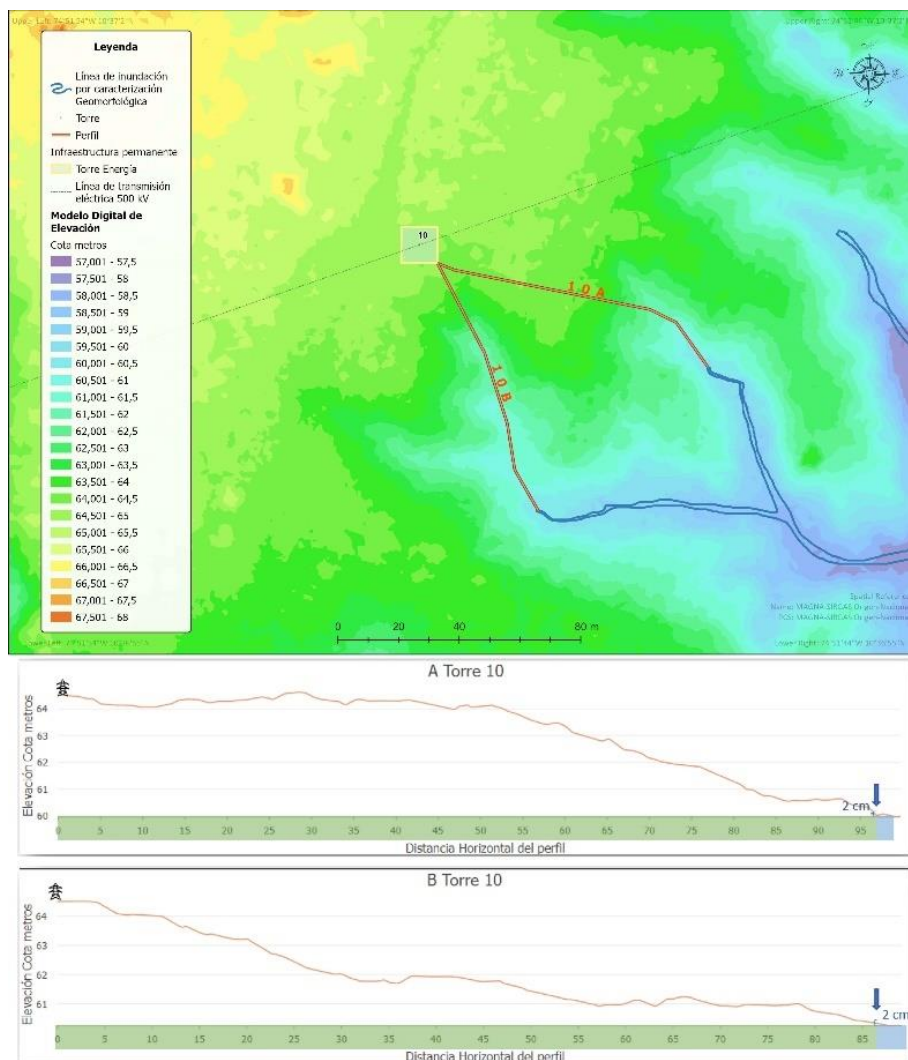 Leyenda
Línea de inundación
por caracterización
Geomorfológica
Torre
Perfil
Infraestructura permanente
Torre Energía
Línea de transmisión
eléctrica 500 kV
Modelo Digital de
Elevación
Cota metros
57,001 - 57,5
57,501 - 58
58,001 - 58,5
58,501 - 59
59,001 - 59,5
59,501 - 60
60,001 - 60,5
60,501 - 61
61,001 - 61,5
61,501 - 62
62,001 - 62,5
62,501 - 63
63,001 - 63,5
63,501 - 64
64,001 - 64,5
64,501 - 65
65,001 - 65,5
65,501 - 66
66,001 - 66,5
66,501 - 67
67,001 - 67,5
67,501 - 68
10
10 A
10 B
0 20 40 80 m
A Torre 10
Elevación Cota metros
64
63
62
61
60
2 cm
0 5 10 15 20 25 30 35 40 45 50 55 60 65 70 75 80 85 90 95
Distancia Horizontal del perfil
B Torre 10
Elevación Cota metros
64
63
62
61
2 cm
0 5 10 15 20 25 30 35 40 45 50 55 60 65 70 75 80 85
Distancia Horizontal del perfil